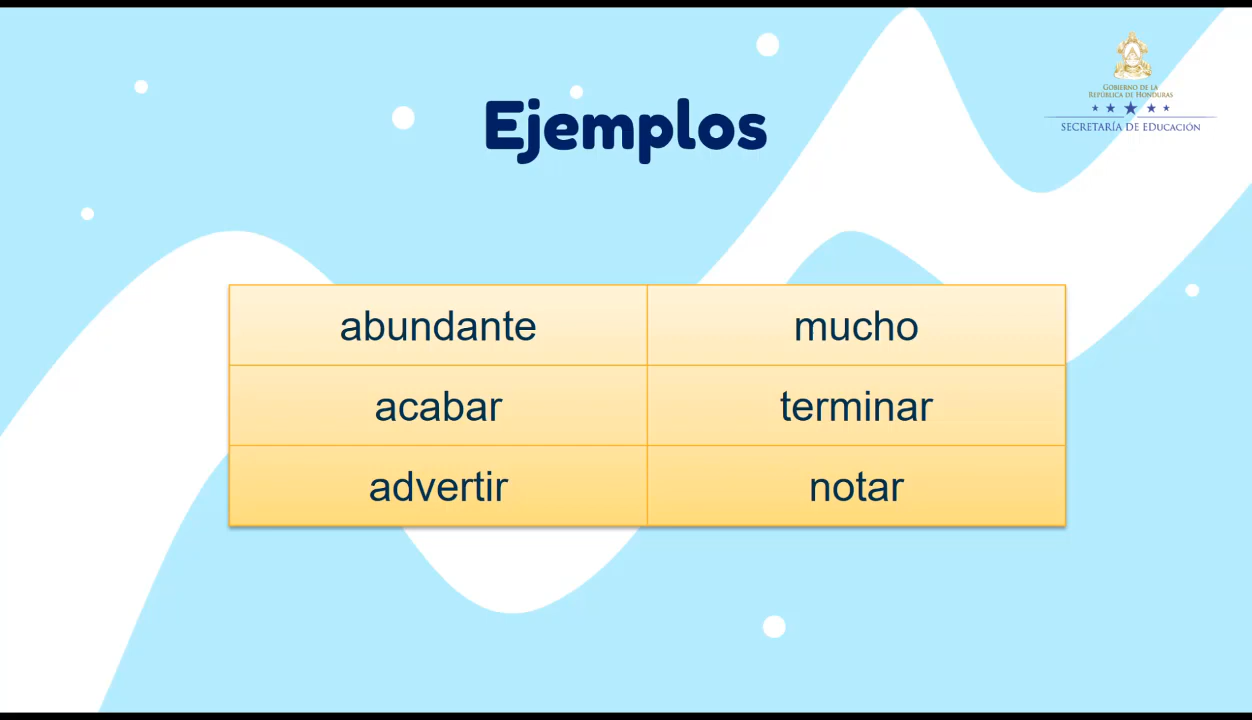 Ejemplos
GOBIERNO DE LA
REPÚBLICA DE HONDURAS
SECRETARÍA DE EDUCACIÓN
abundante mucho
acabar terminar
advertir notar